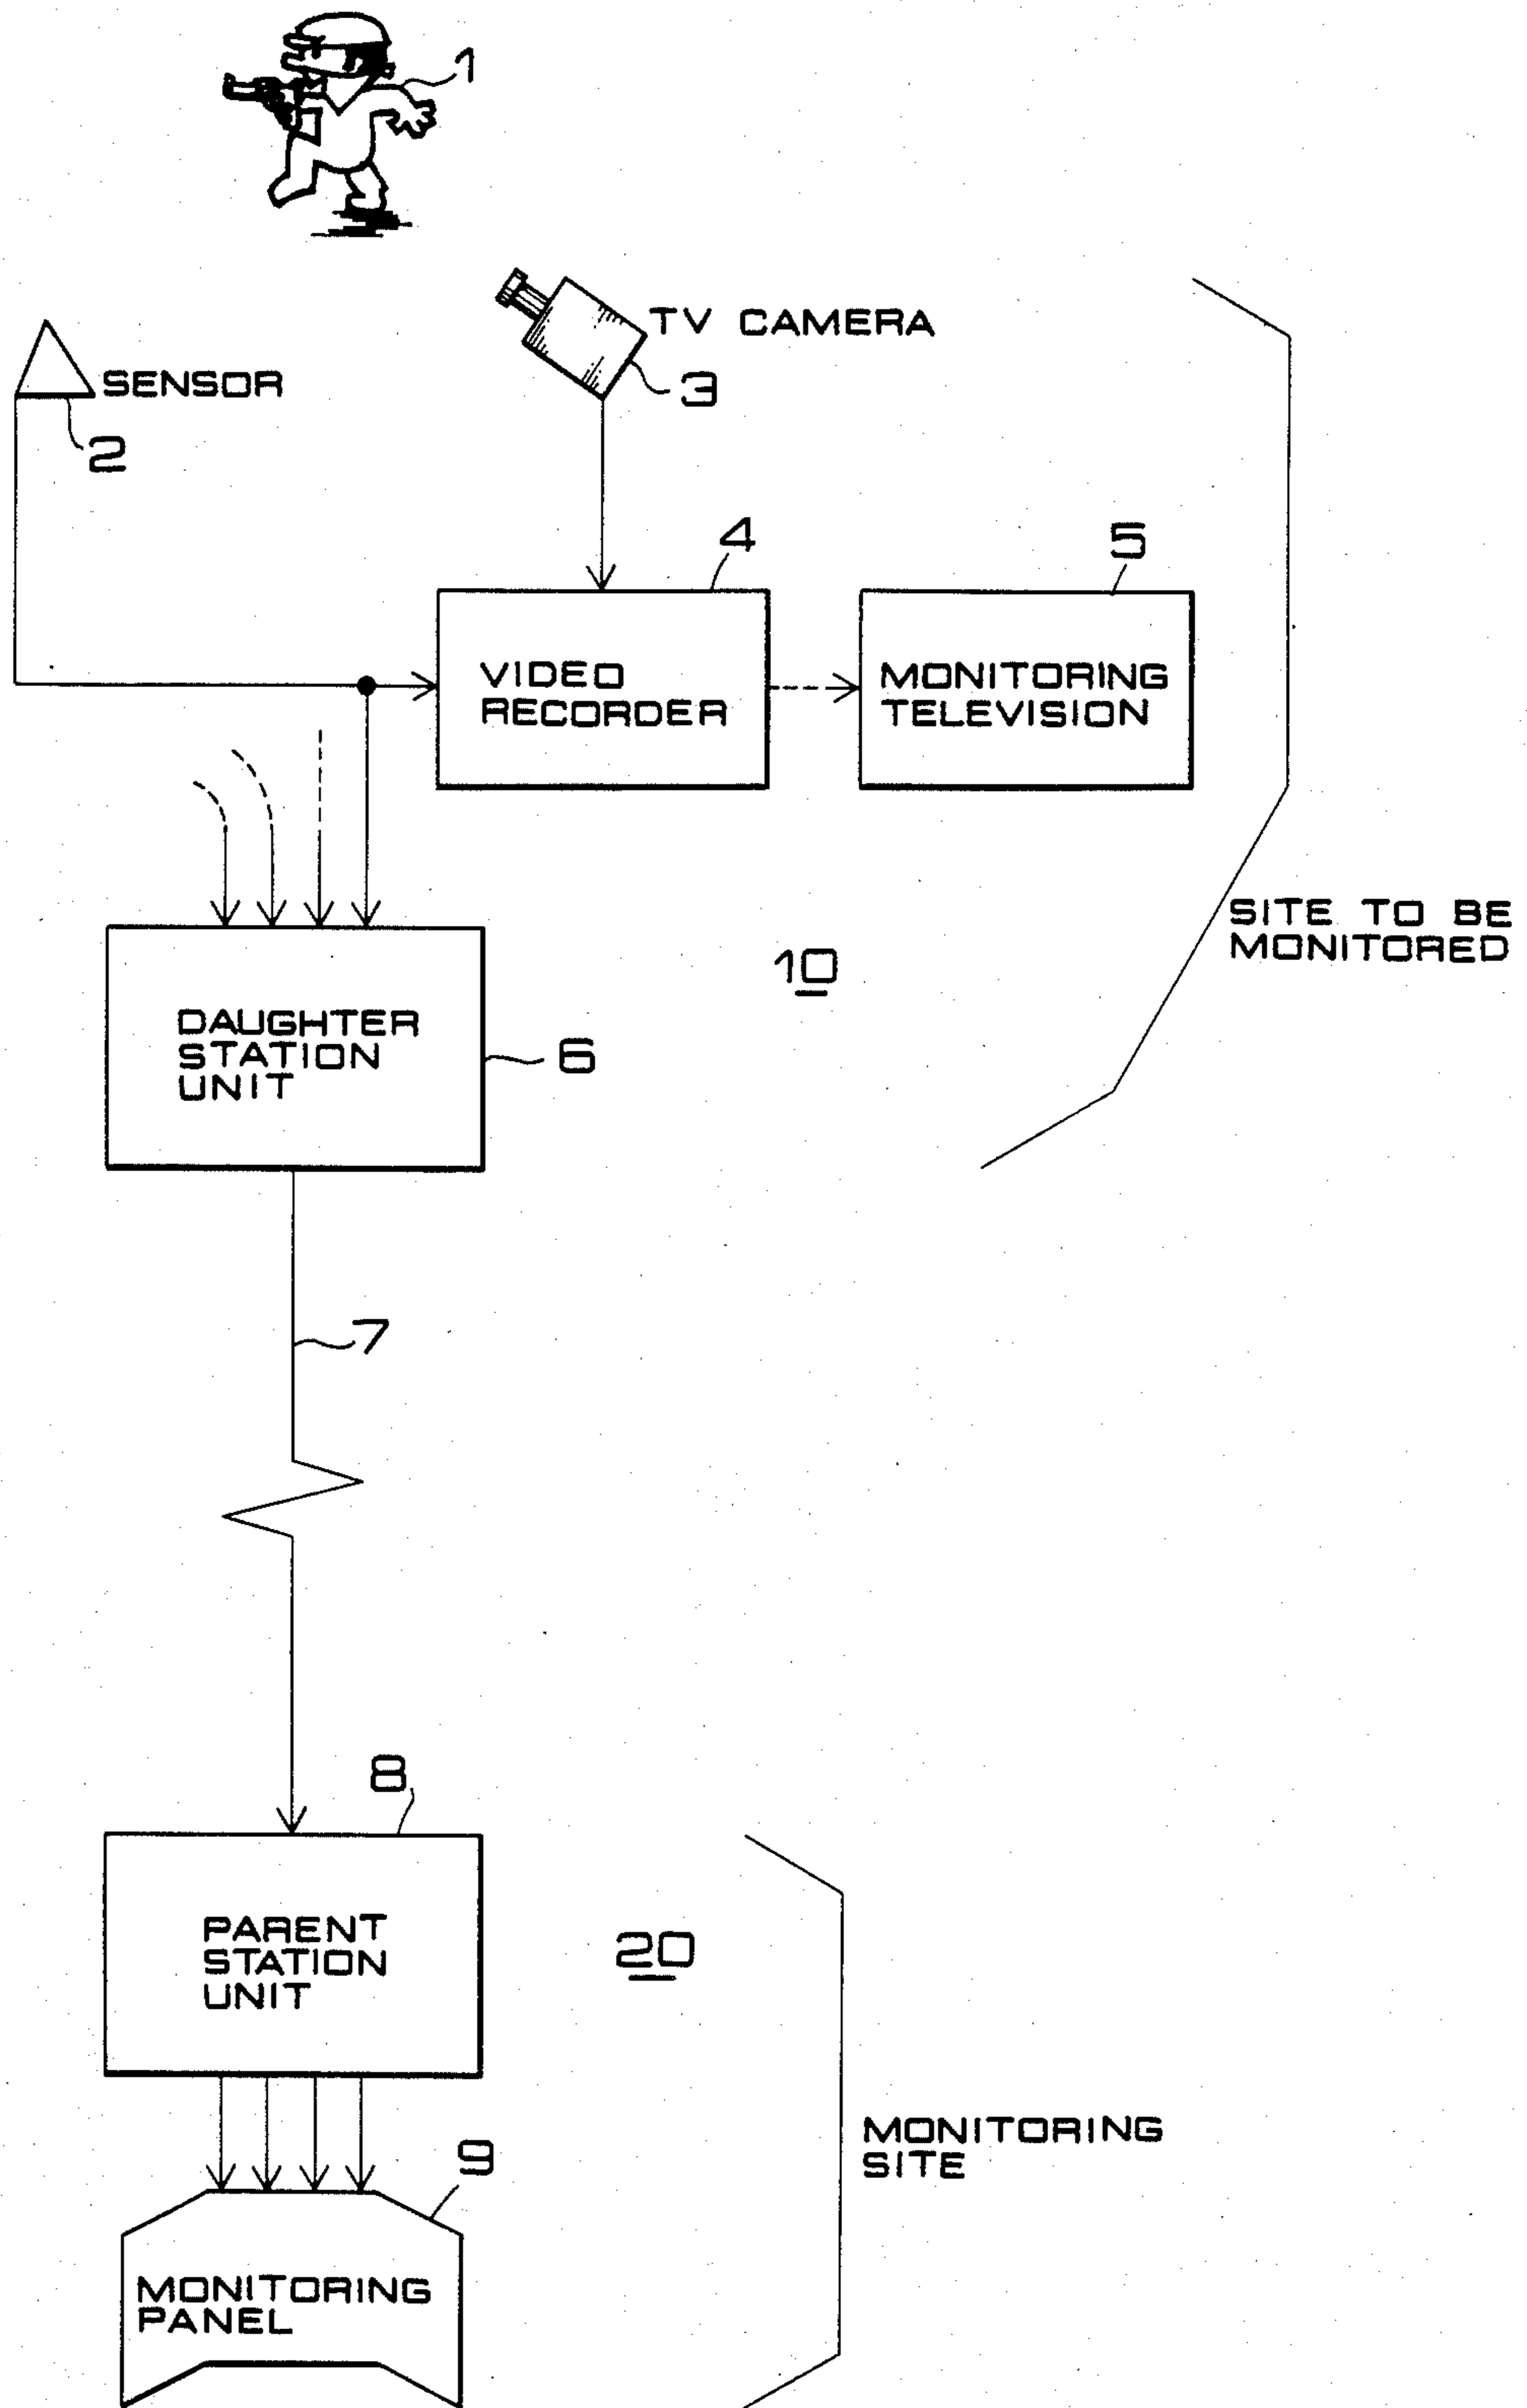 1
TV CAMERA
3
SENSOR
2
4
5
VIDEO
RECORDER
MONITORING
TELEVISION
SITE TO BE
MONITORED
10
DAUGHTER
STATION
UNIT
6
7
8
PARENT
STATION
UNIT
20
MONITORING
SITE
9
MONITORING
PANEL